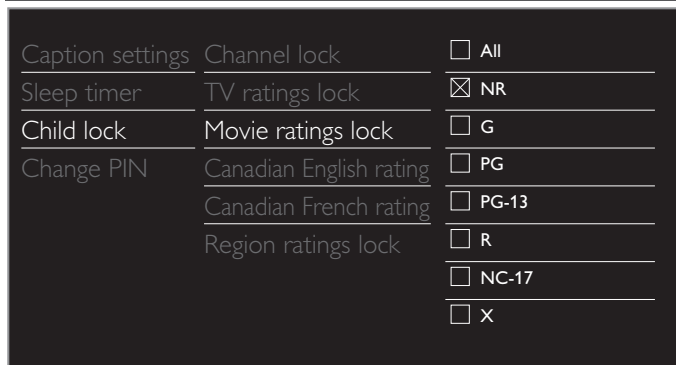 Caption settings
Sleep timer
Child lock
Change PIN
Channel lock
TV ratings lock
Movie ratings lock
Canadian English rating
Canadian French rating
Region ratings lock
All
NR
G
PG
PG-13
R
NC-17
X